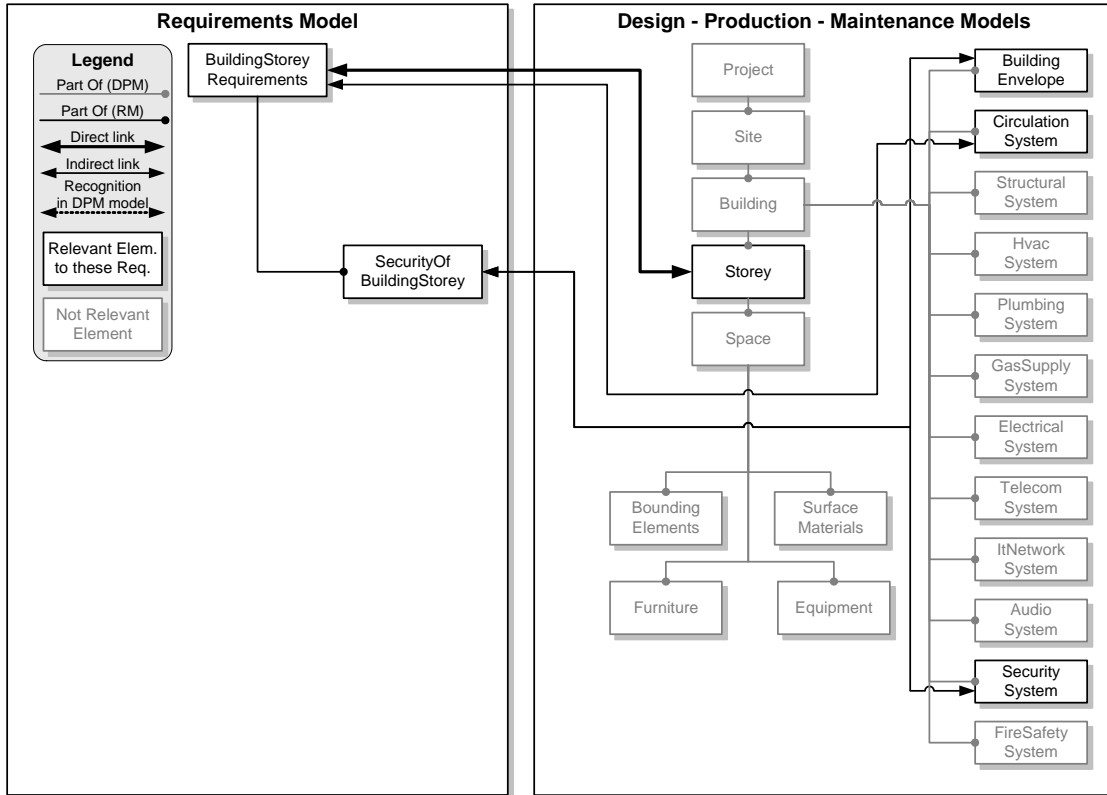 Requirements Model
Legend
Part Of (DPM)
Part Of (RM)
Direct link
Indirect link
Recognition
in DPM model
Relevant Elem.
to these Req.
Not Relevant
Element
BuildingStorey
Requirements
SecurityOf
BuildingStorey
Design - Production - Maintenance Models
Project
Site
Building
Storey
Space
Bounding
Elements
Surface
Materials
Furniture
Equipment
Building
Envelope
Circulation
System
Structural
System
Hvac
System
Plumbing
System
GasSupply
System
Electrical
System
Telecom
System
ItNetwork
System
Audio
System
Security
System
FireSafety
System